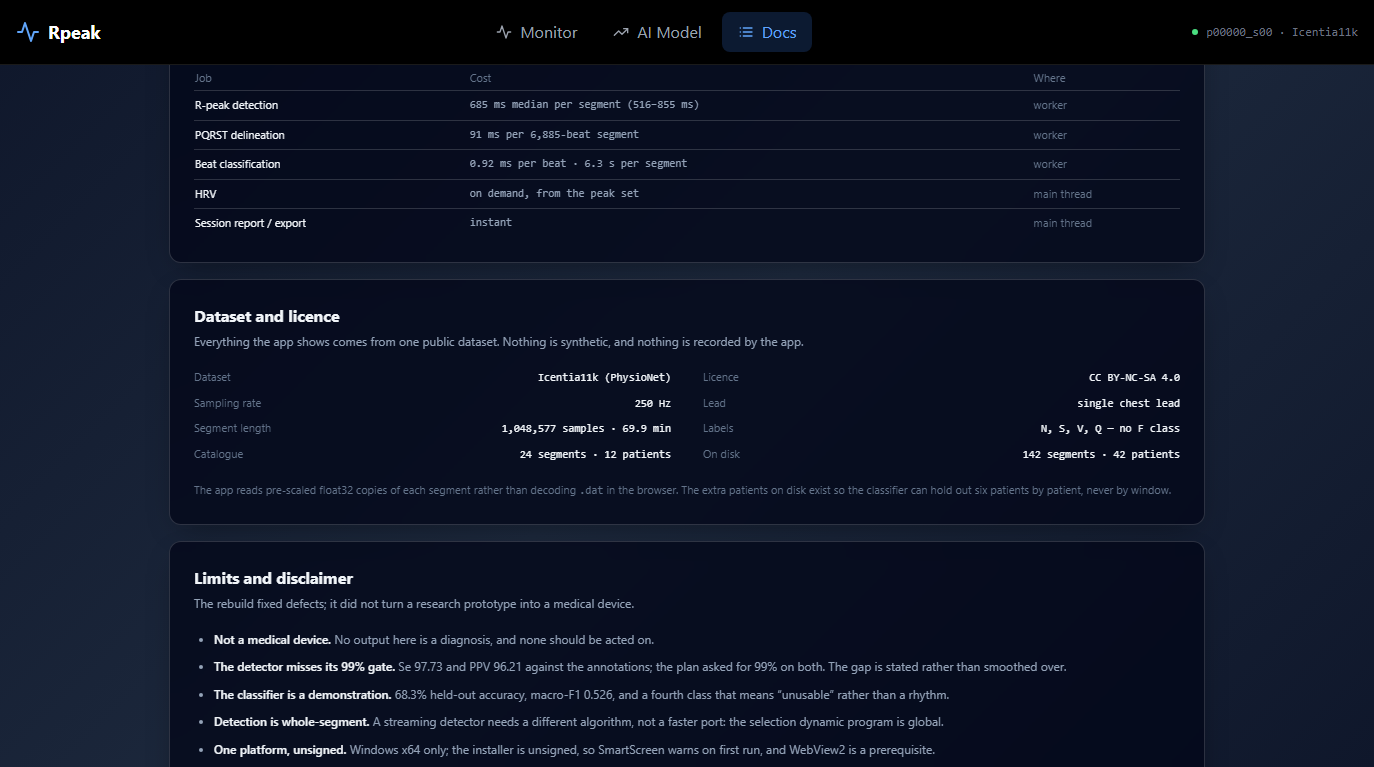 Rpeak
Monitor
AI Model
Docs
p00000_s00 · Icentia11k
Job Cost Where
R-peak detection 685 ms median per segment (516–855 ms) worker
PQRST delineation 91 ms per 6,885-beat segment worker
Beat classification 0.92 ms per beat · 6.3 s per segment worker
HRV on demand, from the peak set main thread
Session report / export instant main thread
Dataset and licence
Everything the app shows comes from one public dataset. Nothing is synthetic, and nothing is recorded by the app.
Dataset Icentia11k (PhysioNet) Licence CC BY-NC-SA 4.0
Sampling rate 250 Hz Lead single chest lead
Segment length 1,048,577 samples · 69.9 min Labels N, S, V, Q — no F class
Catalogue 24 segments · 12 patients On disk 142 segments · 42 patients
The app reads pre-scaled float32 copies of each segment rather than decoding .dat in the browser. The extra patients on disk exist so the classifier can hold out six patients by patient, never by window.
Limits and disclaimer
The rebuild fixed defects; it did not turn a research prototype into a medical device.
• Not a medical device. No output here is a diagnosis, and none should be acted on.
• The detector misses its 99% gate. Se 97.73 and PPV 96.21 against the annotations; the plan asked for 99% on both. The gap is stated rather than smoothed over.
• The classifier is a demonstration. 68.3% held-out accuracy, macro-F1 0.526, and a fourth class that means “unusable” rather than a rhythm.
• Detection is whole-segment. A streaming detector needs a different algorithm, not a faster port: the selection dynamic program is global.
• One platform, unsigned. Windows x64 only; the installer is unsigned, so SmartScreen warns on first run, and WebView2 is a prerequisite.